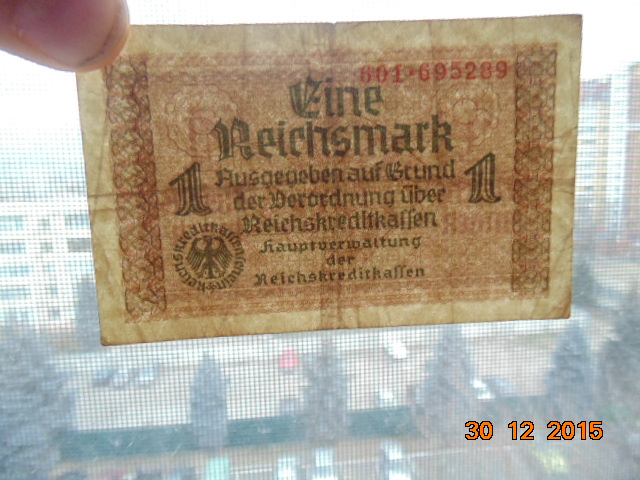 601·695289
Eine
Reichsmark
1 1
Ausgegeben auf Grund
der Verordnung über
Reichskreditkassen
Hauptverwaltung
der
Reichskreditkassen
30 12 2015